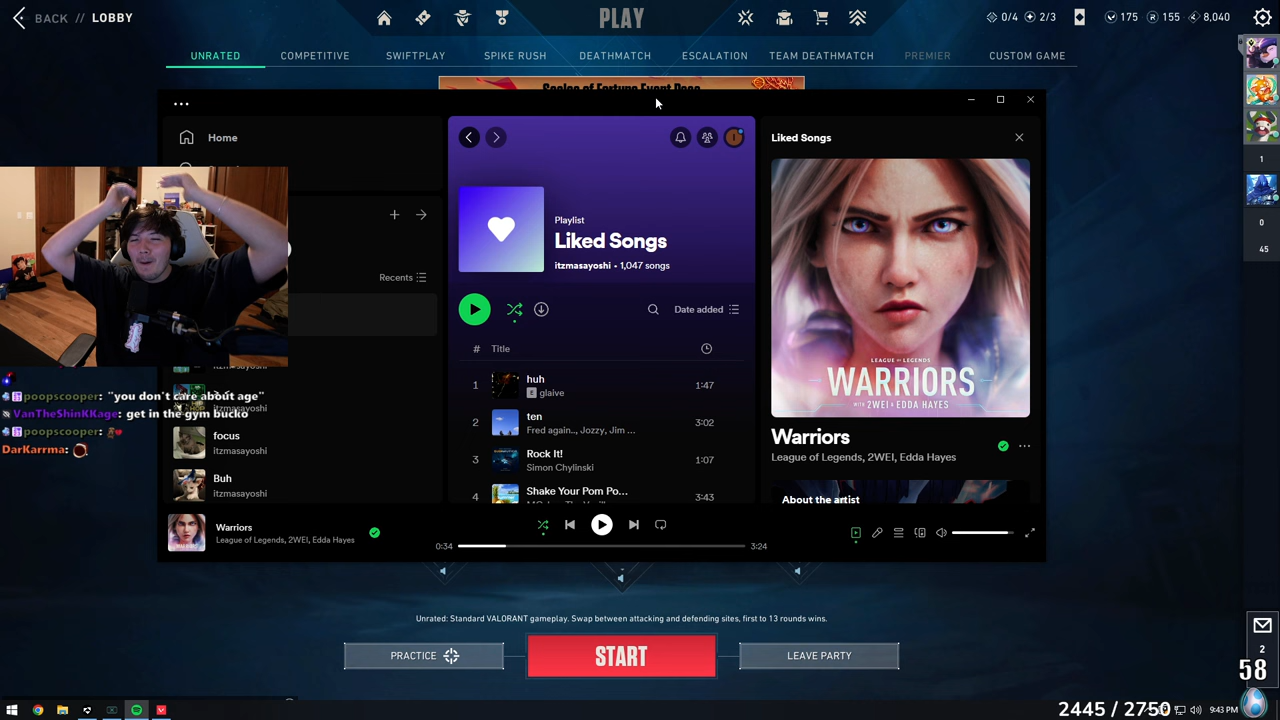 BACK // LOBBY
PLAY
0/4 2/3 175 155 8,040
UNRATED COMPETITIVE SWIFTPLAY SPIKE RUSH DEATHMATCH ESCALATION TEAM DEATHMATCH PREMIER CUSTOM GAME
Home
Liked Songs
Playlist
Liked Songs
itzmasayoshi • 1,047 songs
Recents
Date added
# Title
1 huh 1:47
E glaive
2 ten 3:02
Fred again.., Jozzy, Jim ...
3 Rock It! 1:07
Simon Chylinski
4 Shake Your Pom Po... 3:43
LEAGUE OF LEGENDS
WARRIORS
WITH 2WEI & EDDA HAYES
Warriors
League of Legends, 2WEI, Edda Hayes
About the artist
1
0
45
itzmasayoshi
poopscooper: "you don't care about age"
itzmasayoshi
VanTheShinKKage: get in the gyn bucko
poopscooper:
DarKarrma:
focus
itzmasayoshi
Buh
itzmasayoshi
Warriors
League of Legends, 2WEI, Edda Hayes
0:34 3:24
Unrated: Standard VALORANT gameplay. Swap between attacking and defending sites, first to 13 rounds wins.
PRACTICE START LEAVE PARTY
2
58
2445 / 2750
9:43 PM